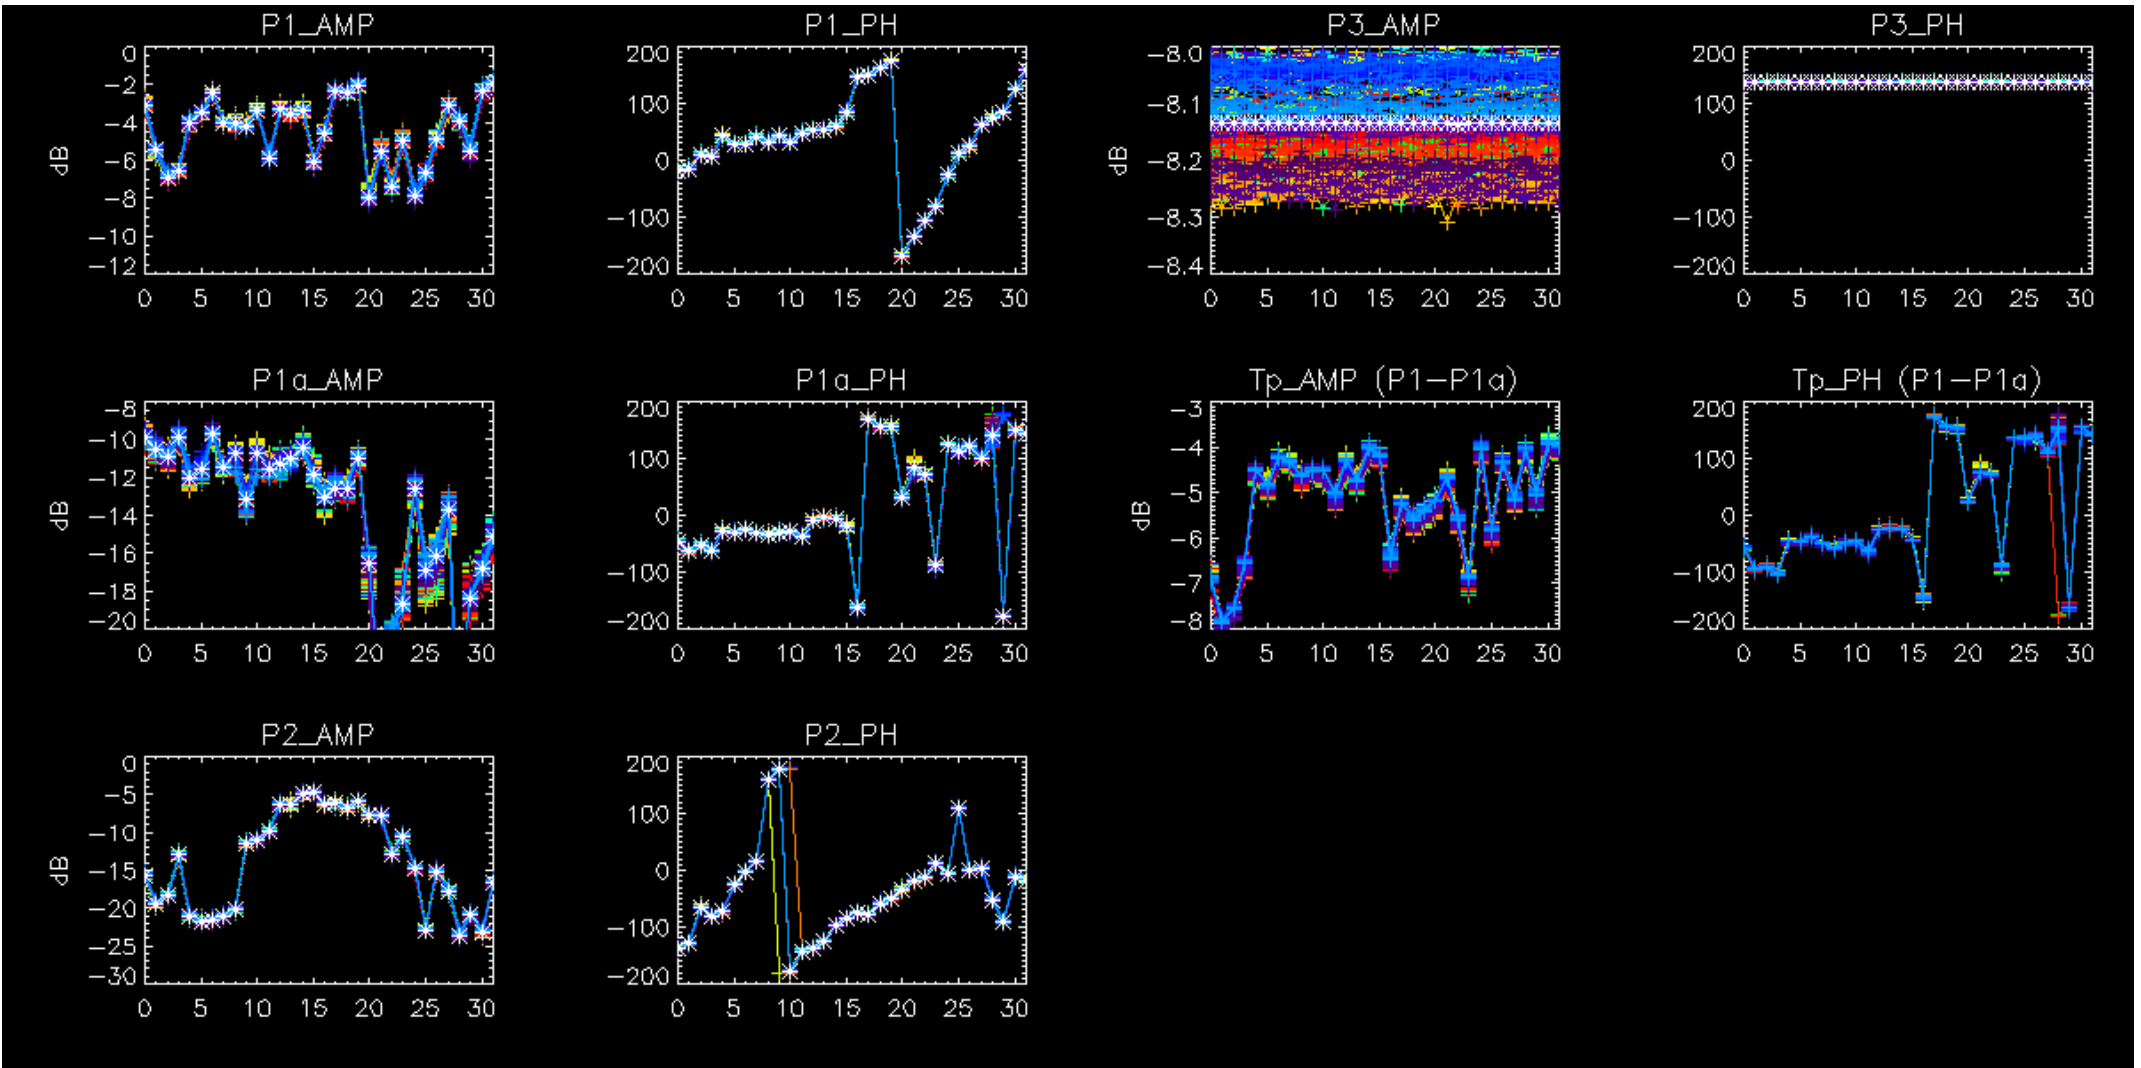 P1_AMP
dB
0
−2
−4
−6
−8
−10
−12
0 5 10 15 20 25 30
P1_PH
200
100
0
−100
−200
0 5 10 15 20 25 30
P3_AMP
dB
−8.0
−8.1
−8.2
−8.3
−8.4
0 5 10 15 20 25 30
P3_PH
200
100
0
−100
−200
0 5 10 15 20 25 30
P1a_AMP
dB
−8
−10
−12
−14
−16
−18
−20
0 5 10 15 20 25 30
P1a_PH
200
100
0
−100
−200
0 5 10 15 20 25 30
Tp_AMP (P1−P1a)
dB
−3
−4
−5
−6
−7
−8
0 5 10 15 20 25 30
Tp_PH (P1−P1a)
200
100
0
−100
−200
0 5 10 15 20 25 30
P2_AMP
dB
0
−5
−10
−15
−20
−25
−30
0 5 10 15 20 25 30
P2_PH
200
100
0
−100
−200
0 5 10 15 20 25 30